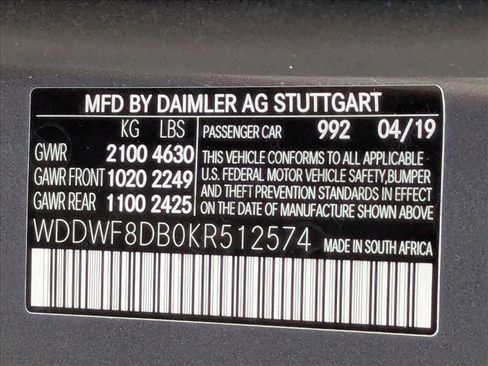 MFD BY DAIMLER AG STUTTGART
KG LBS
PASSENGER CAR 992 04/19
GVWR 2100 4630
GAWR FRONT 1020 2249
GAWR REAR 1100 2425
THIS VEHICLE CONFORMS TO ALL APPLICABLE
U.S. FEDERAL MOTOR VEHICLE SAFETY, BUMPER
AND THEFT PREVENTION STANDARDS IN EFFECT
ON THE DATE OF MANUFACTURE SHOWN ABOVE.
WDDWF8DB0KR512574 MADE IN SOUTH AFRICA